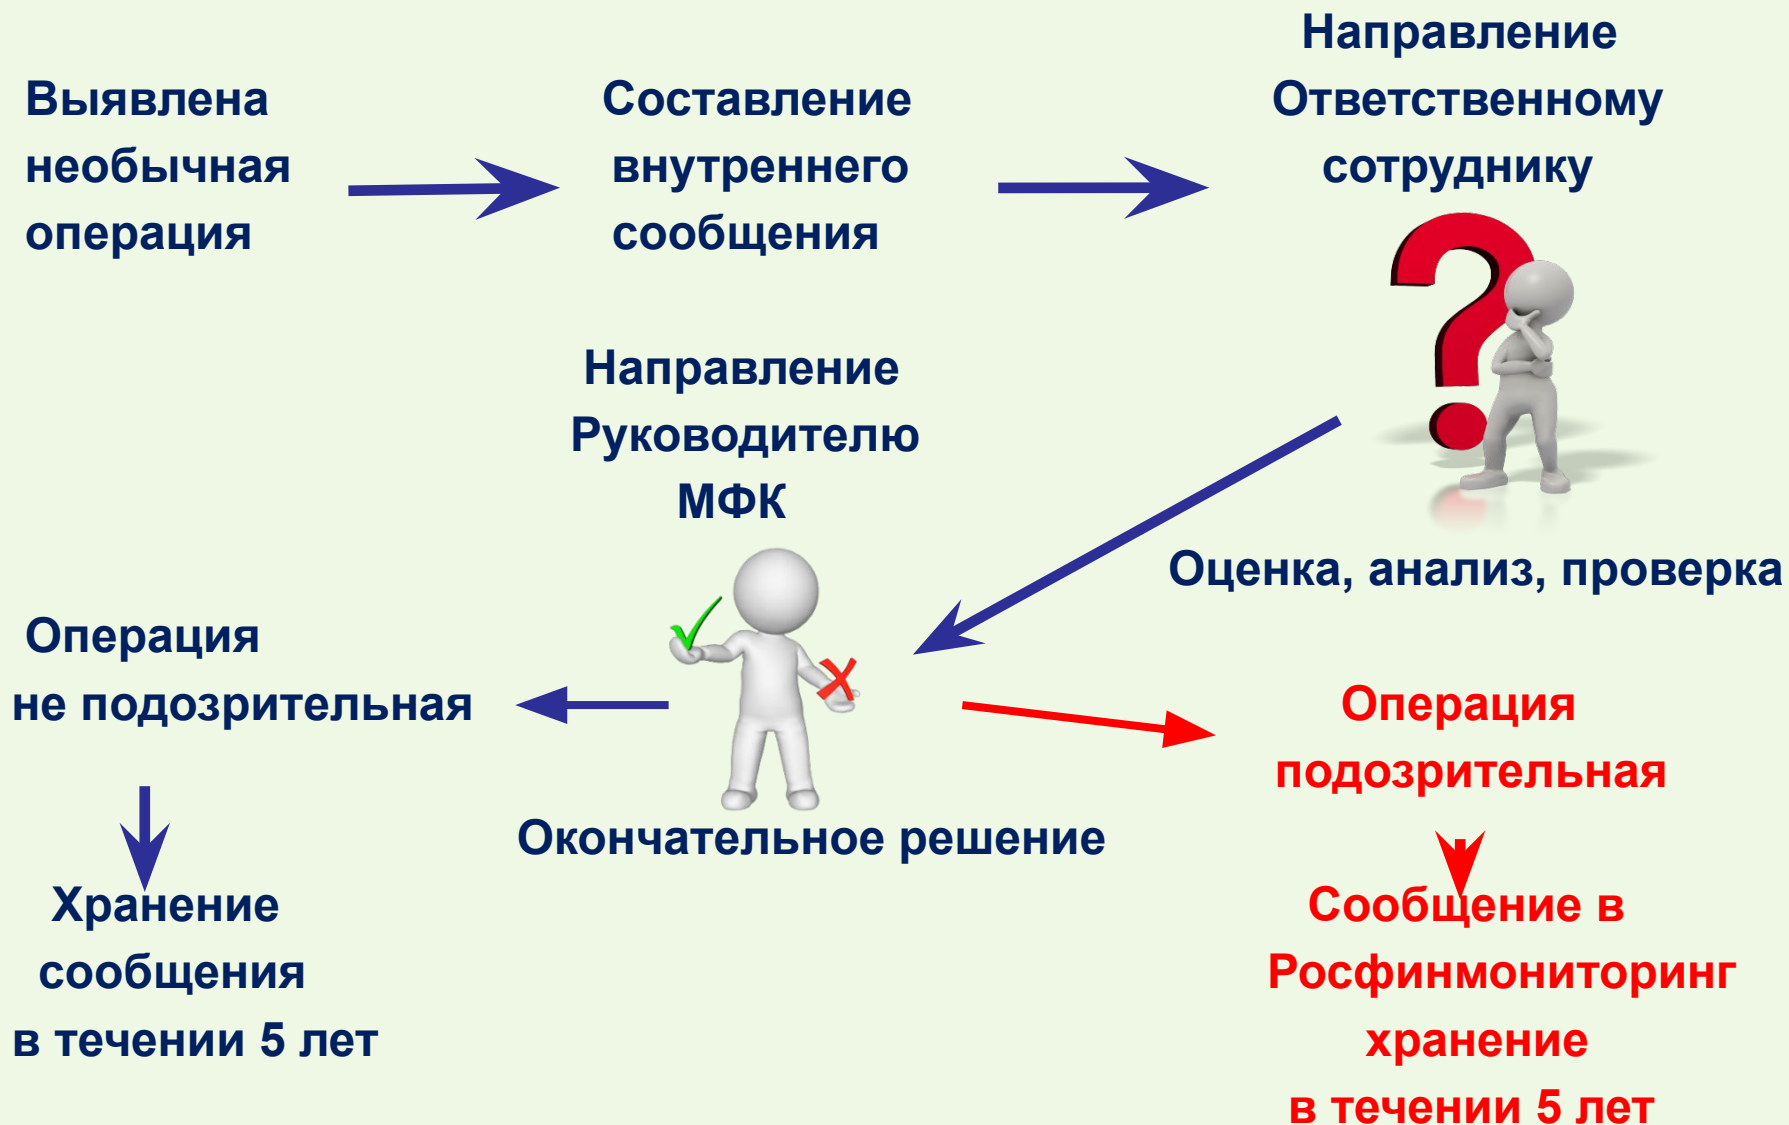 Выявлена
необычная
операция
Составление
внутреннего
сообщения
Направление
Ответственному
сотруднику
Оценка, анализ, проверка
Направление
Руководителю
МФК
Окончательное решение
Операция
не подозрительная
Хранение
сообщения
в течении 5 лет
Операция
подозрительная
Сообщение в
Росфинмониторинг
хранение
в течении 5 лет